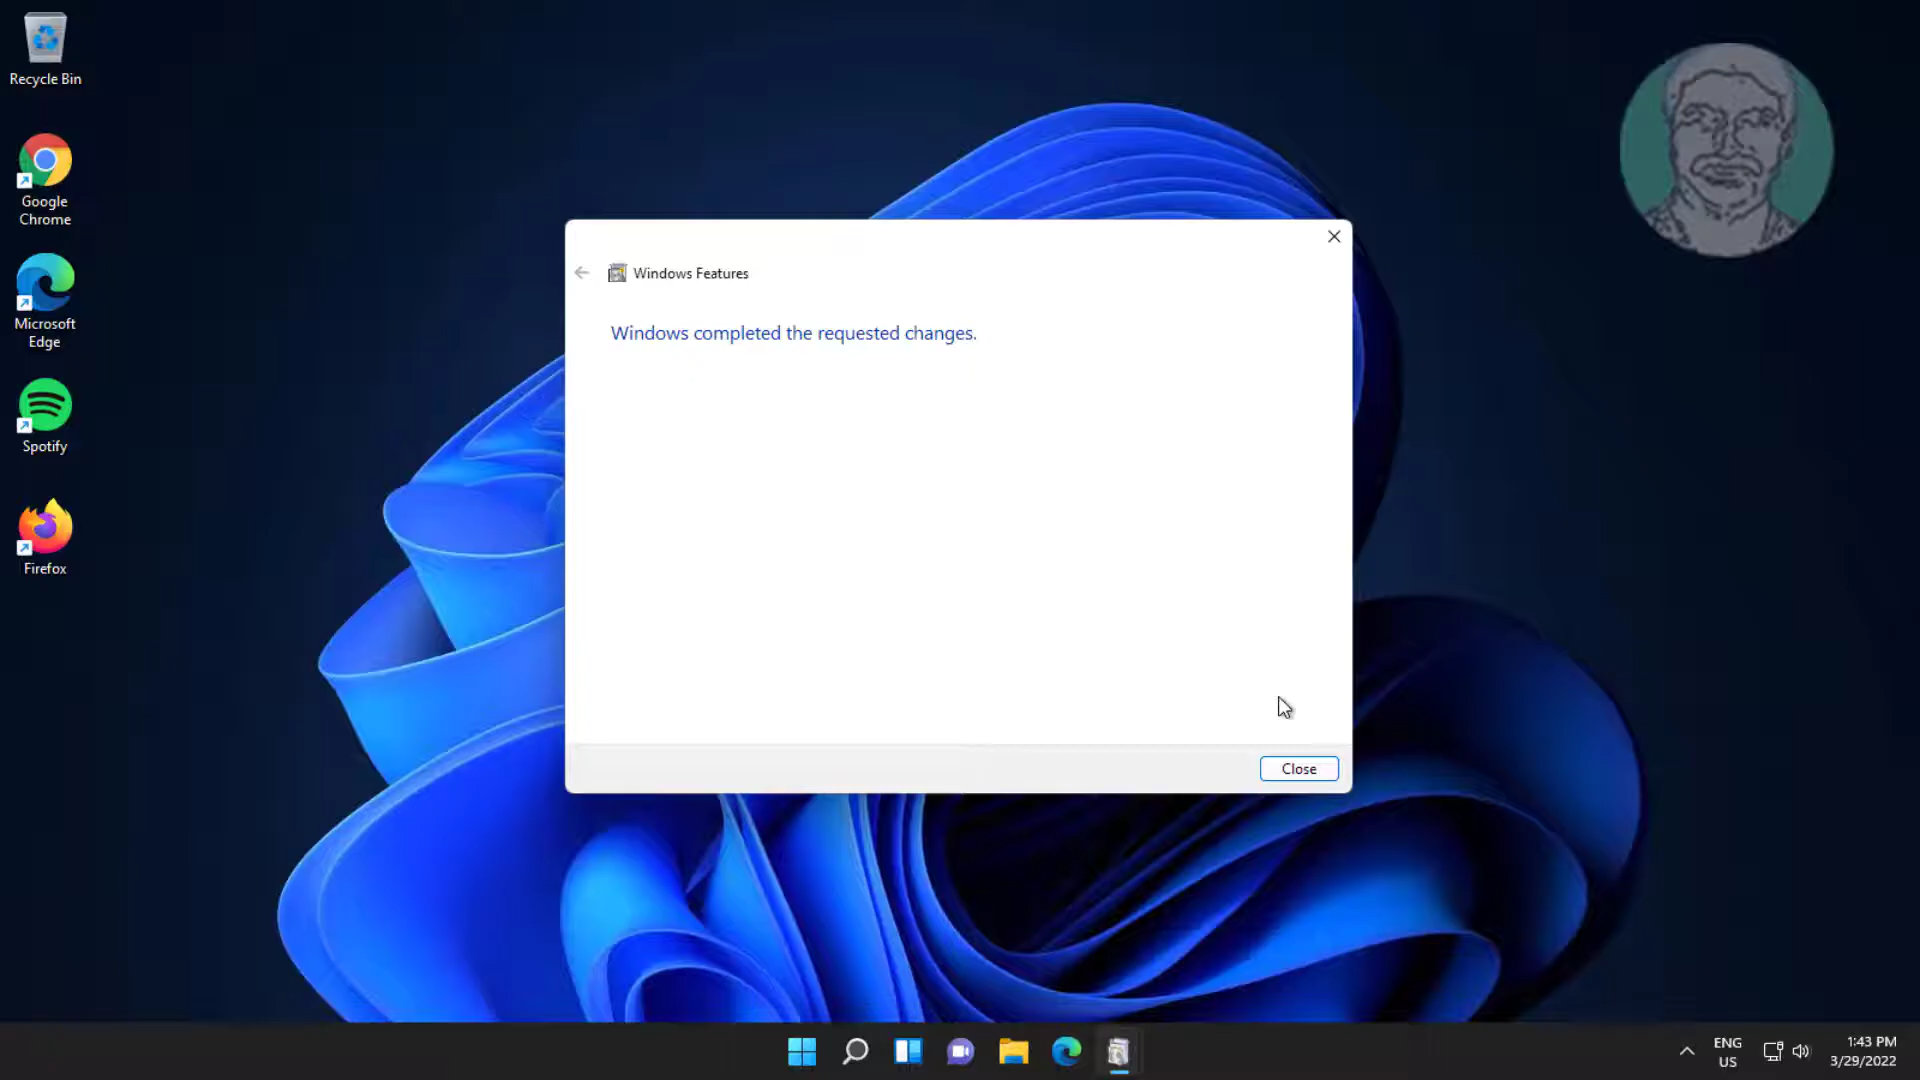 Recycle Bin
Google
Chrome
Microsoft
Edge
Spotify
Firefox
Windows Features
Windows completed the requested changes.
Close
ENG
US
1:43 PM
3/29/2022